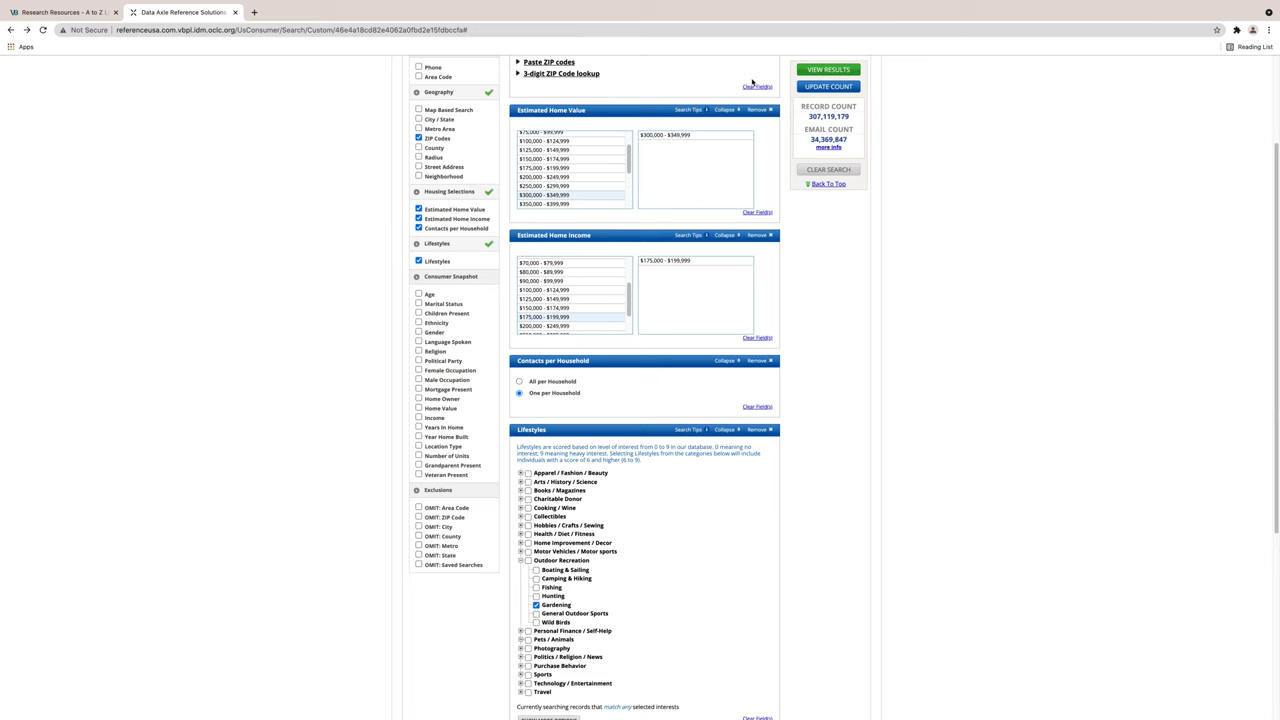 Research Resources - A to Z L
Data Axle Reference Solutions
Not Secure
referenceusa.com.vbpl.idm.oclc.org/UsConsumer/Search/Custom/46e4a18cd82e4062a0fbd2e15fdbccfa#
Apps
Reading List
Phone
Area Code
Geography
Map Based Search
City / State
Metro Area
ZIP Codes
County
Radius
Street Address
Neighborhood
Housing Selections
Estimated Home Value
Estimated Home Income
Contacts per Household
Lifestyles
Lifestyles
Consumer Snapshot
Age
Marital Status
Children Present
Ethnicity
Gender
Language Spoken
Religion
Political Party
Female Occupation
Male Occupation
Mortgage Present
Home Owner
Home Value
Income
Years In Home
Year Home Built
Location Type
Number of Units
Grandparent Present
Veteran Present
Exclusions
OMIT: Area Code
OMIT: ZIP Code
OMIT: City
OMIT: County
OMIT: Metro
OMIT: State
OMIT: Saved Searches
Paste ZIP codes
3-digit ZIP Code lookup
Clear Field(s)
Estimated Home Value Search Tips Collapse Remove
$75,000 - $99,999
$100,000 - $124,999
$125,000 - $149,999
$150,000 - $174,999
$175,000 - $199,999
$200,000 - $249,999
$250,000 - $299,999
$300,000 - $349,999
$350,000 - $399,999
$300,000 - $349,999
Clear Field(s)
Estimated Home Income Search Tips Collapse Remove
$70,000 - $79,999
$80,000 - $89,999
$90,000 - $99,999
$100,000 - $124,999
$125,000 - $149,999
$150,000 - $174,999
$175,000 - $199,999
$200,000 - $249,999
$175,000 - $199,999
Clear Field(s)
Contacts per Household Collapse Remove
All per Household
One per Household
Clear Field(s)
Lifestyles Search Tips Collapse Remove
Lifestyles are scored based on level of interest from 0 to 9 in our database. 0 meaning no
interest; 9 meaning heavy interest. Selecting Lifestyles from the categories below will include
individuals with a score of 6 and higher (6 to 9).
Apparel / Fashion / Beauty
Arts / History / Science
Books / Magazines
Charitable Donor
Cooking / Wine
Collectibles
Hobbies / Crafts / Sewing
Health / Diet / Fitness
Home Improvement / Decor
Motor Vehicles / Motor sports
Outdoor Recreation
Boating & Sailing
Camping & Hiking
Fishing
Hunting
Gardening
General Outdoor Sports
Wild Birds
Personal Finance / Self-Help
Pets / Animals
Photography
Politics / Religion / News
Purchase Behavior
Sports
Technology / Entertainment
Travel
Currently searching records that match any selected interests
Clear Field(s)
VIEW RESULTS
UPDATE COUNT
RECORD COUNT
307,119,179
EMAIL COUNT
34,369,847
more info
CLEAR SEARCH
Back To Top